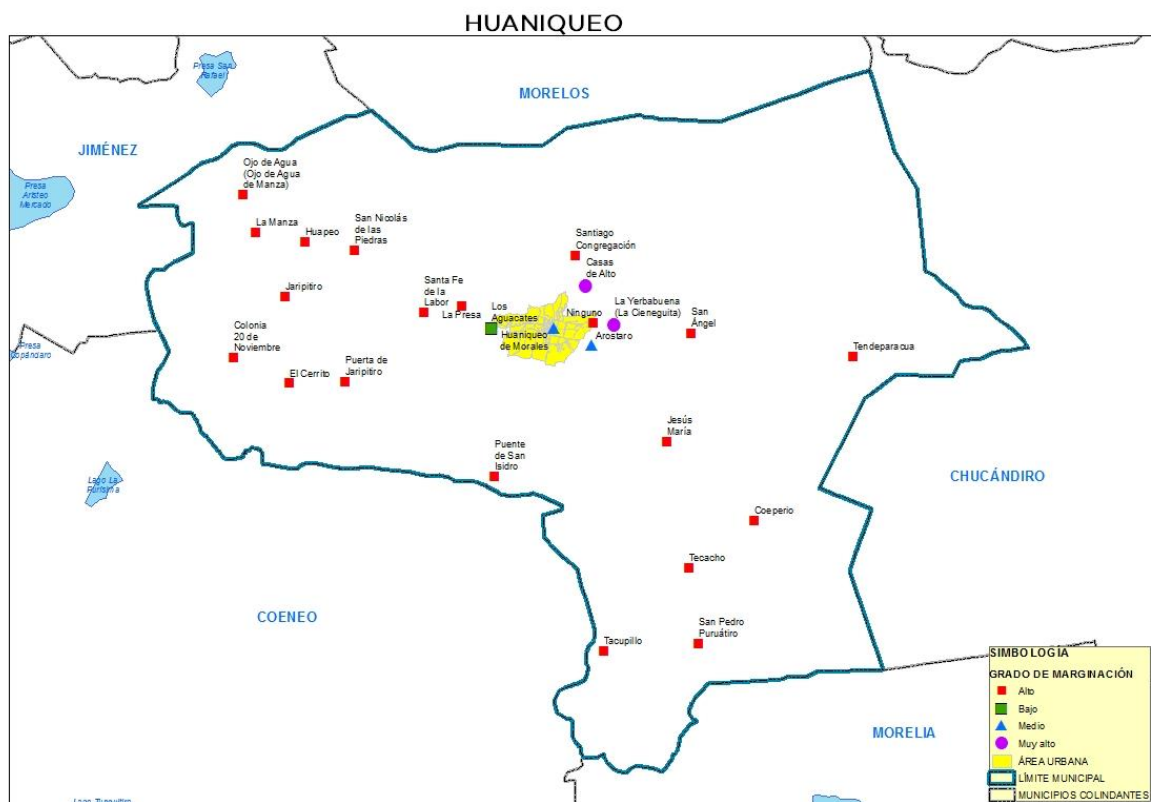 HUANIQUEO
Presa San
Rafael
MORELOS
JIMÉNEZ
Presa
Aristeo
Mercado
Ojo de Agua
(Ojo de Agua
de Manza)
La Manza
Huapeo
San Nicolás
de las
Piedras
Santiago
Congregación
Casas
de Alto
Jaripitiro
Santa Fe
de la
Labor
La Presa
Los
Aguacates
Ninguno
La Yerbabuena
(La Cieneguita)
San
Ángel
Huaniqueo
de Morales
Arostaro
Colonia
20 de
Noviembre
Presa
Copándaro
Tendeparacua
El Cerrito
Puerta de
Jaripitiro
Jesús
María
Puente
de San
Isidro
Lago La
Purísima
CHUCÁNDIRO
Coeperio
Tecacho
COENEO
San Pedro
Puruátiro
Tacupillo
MORELIA
SIMBOLOGÍA
GRADO DE MARGINACIÓN
Alto
Bajo
Medio
Muy alto
ÁREA URBANA
LÍMITE MUNICIPAL
MUNICIPIOS COLINDANTES